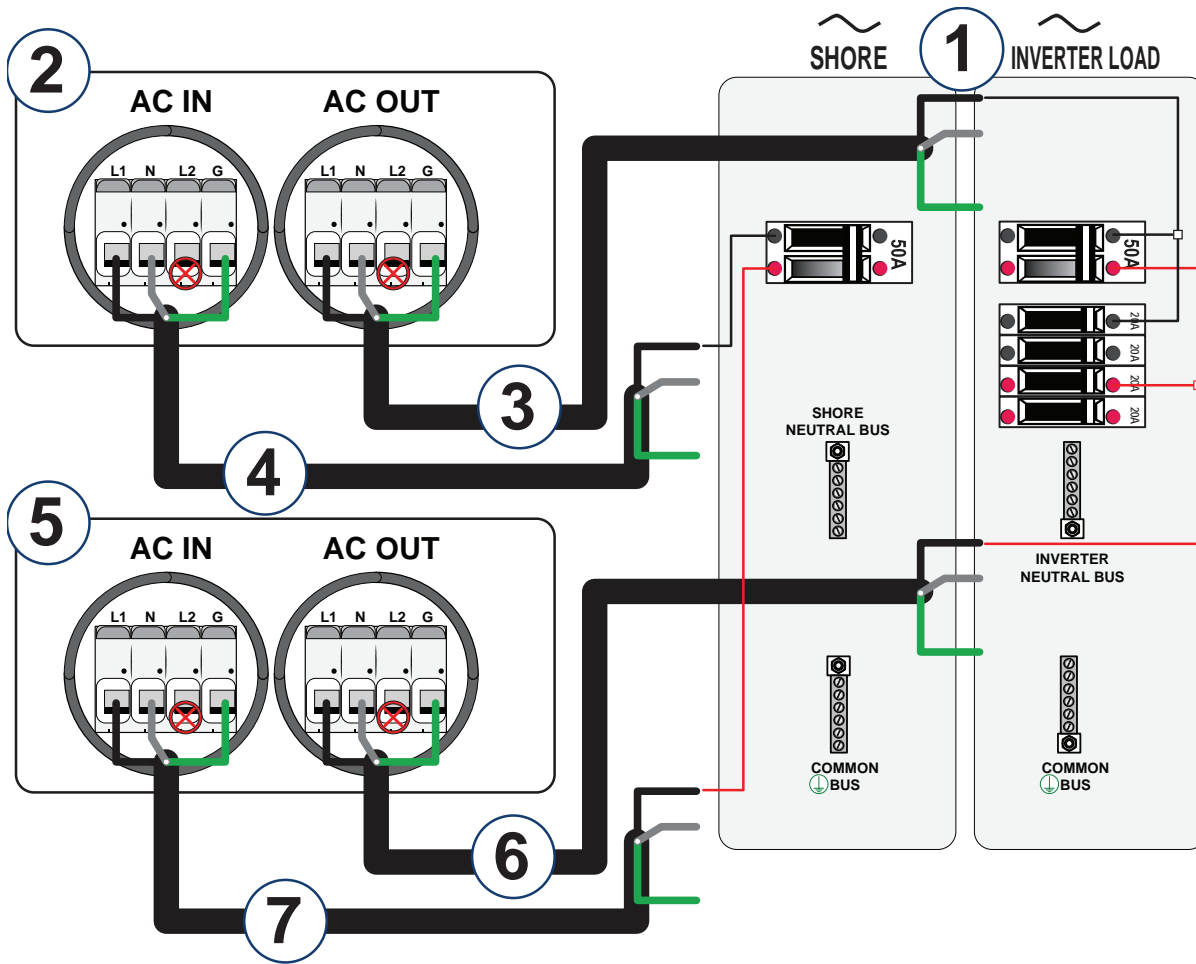 SHORE
1
INVERTER LOAD
2
AC IN
AC OUT
L1 N L2 G
L1 N L2 G
50A
50A
20A
20A
20A
20A
3
4
SHORE
NEUTRAL BUS
INVERTER
NEUTRAL BUS
5
AC IN
AC OUT
L1 N L2 G
L1 N L2 G
COMMON
BUS
COMMON
BUS
6
7